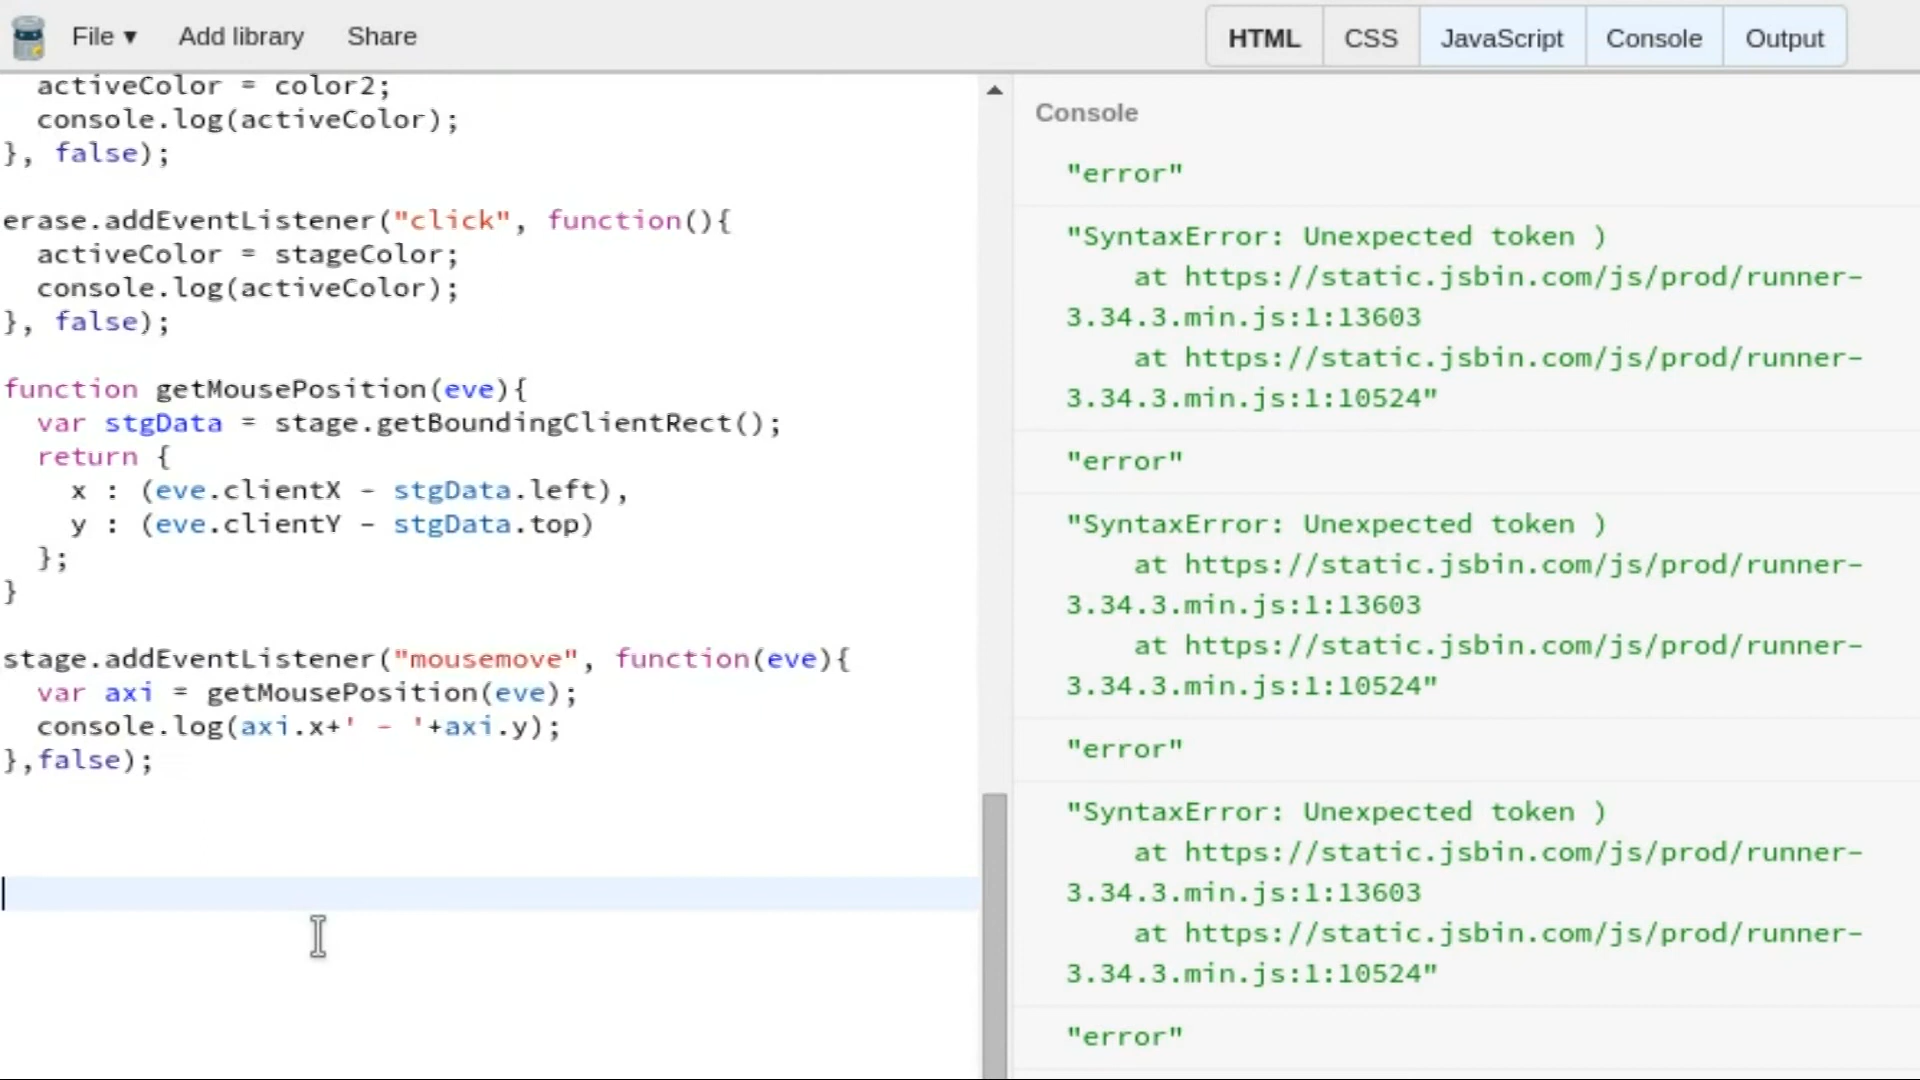 File ▾ Add library Share HTML CSS JavaScript Console Output
  activeColor = color2;
  console.log(activeColor);
}, false);
erase.addEventListener("click", function(){
  activeColor = stageColor;
  console.log(activeColor);
}, false);
function getMousePosition(eve){
  var stgData = stage.getBoundingClientRect();
  return {
    x : (eve.clientX - stgData.left),
    y : (eve.clientY - stgData.top)
  };
}
stage.addEventListener("mousemove", function(eve){
  var axi = getMousePosition(eve);
  console.log(axi.x+' - '+axi.y);
},false);
Console
"error"
"SyntaxError: Unexpected token )
    at https://static.jsbin.com/js/prod/runner-
3.34.3.min.js:1:13603
    at https://static.jsbin.com/js/prod/runner-
3.34.3.min.js:1:10524"
"error"
"SyntaxError: Unexpected token )
    at https://static.jsbin.com/js/prod/runner-
3.34.3.min.js:1:13603
    at https://static.jsbin.com/js/prod/runner-
3.34.3.min.js:1:10524"
"error"
"SyntaxError: Unexpected token )
    at https://static.jsbin.com/js/prod/runner-
3.34.3.min.js:1:13603
    at https://static.jsbin.com/js/prod/runner-
3.34.3.min.js:1:10524"
"error"